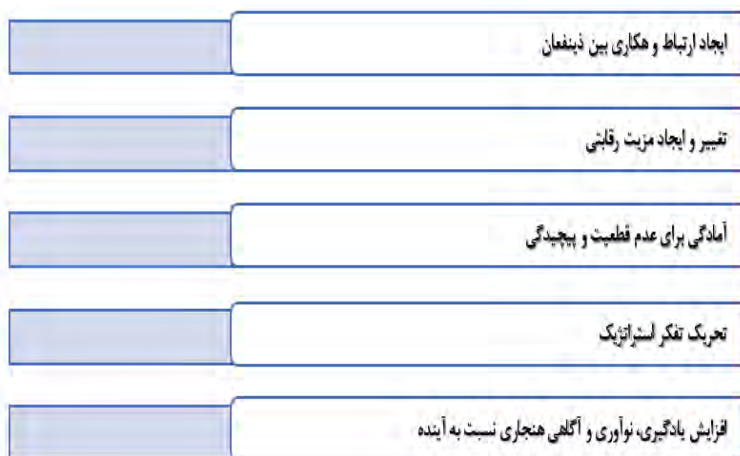 ایجاد ارتباط و هکاری بین ذینفعان
تغییر و ایجاد مزیت رقابتی
آمادگی برای عدم قطعیت و پیچیدگی
تحریک تفکر استراتژیک
افزایش یادگیری، نوآوری و آگاهی هنجاری نسبت به آینده